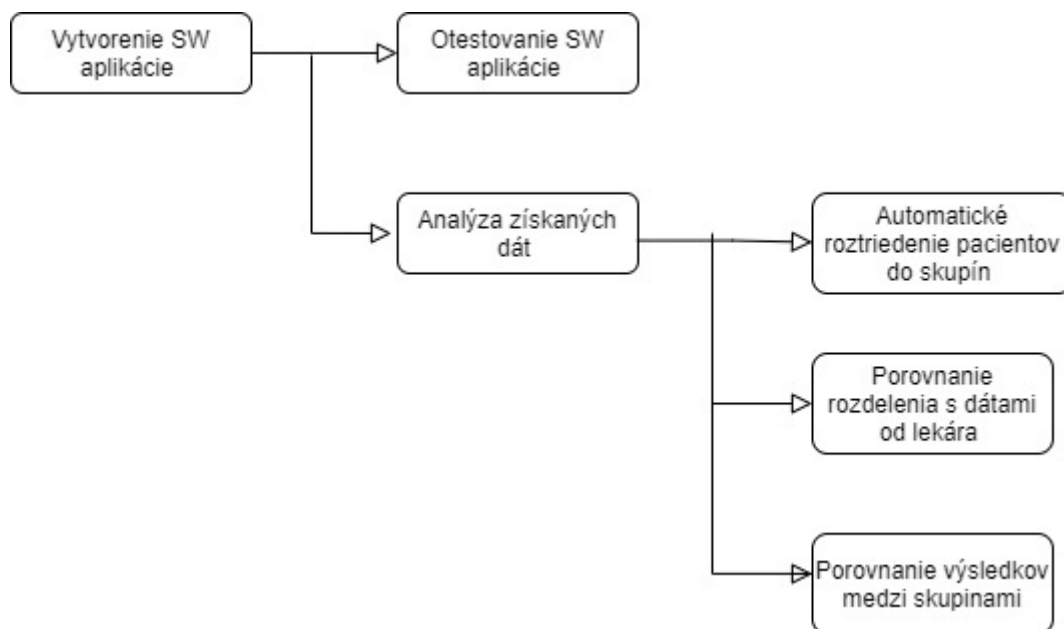 Vytvorenie SW
aplikácie
Otestovanie SW
aplikácie
Analýza získaných
dát
Automatické
roztriedenie pacientov
do skupín
Porovnanie
rozdelenia s dátami
od lekára
Porovnanie výsledkov
medzi skupinami